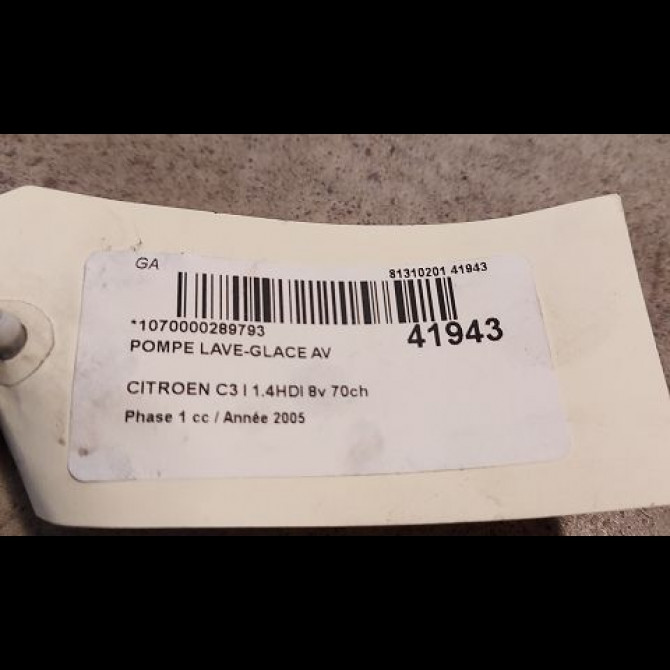 GA
81310201 41943
*1070000289793
41943
POMPE LAVE-GLACE AV
CITROEN C3 I 1.4HDI 8v 70ch
Phase 1 cc / Année 2005